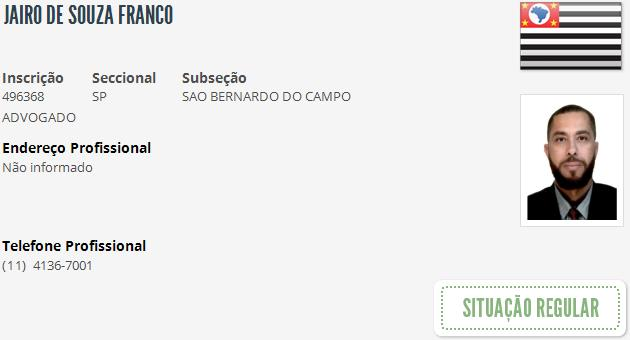 JAIRO DE SOUZA FRANCO
Inscrição Seccional Subseção
496368 SP SAO BERNARDO DO CAMPO
ADVOGADO
Endereço Profissional
Não informado
Telefone Profissional
(11) 4136-7001
SITUAÇÃO REGULAR